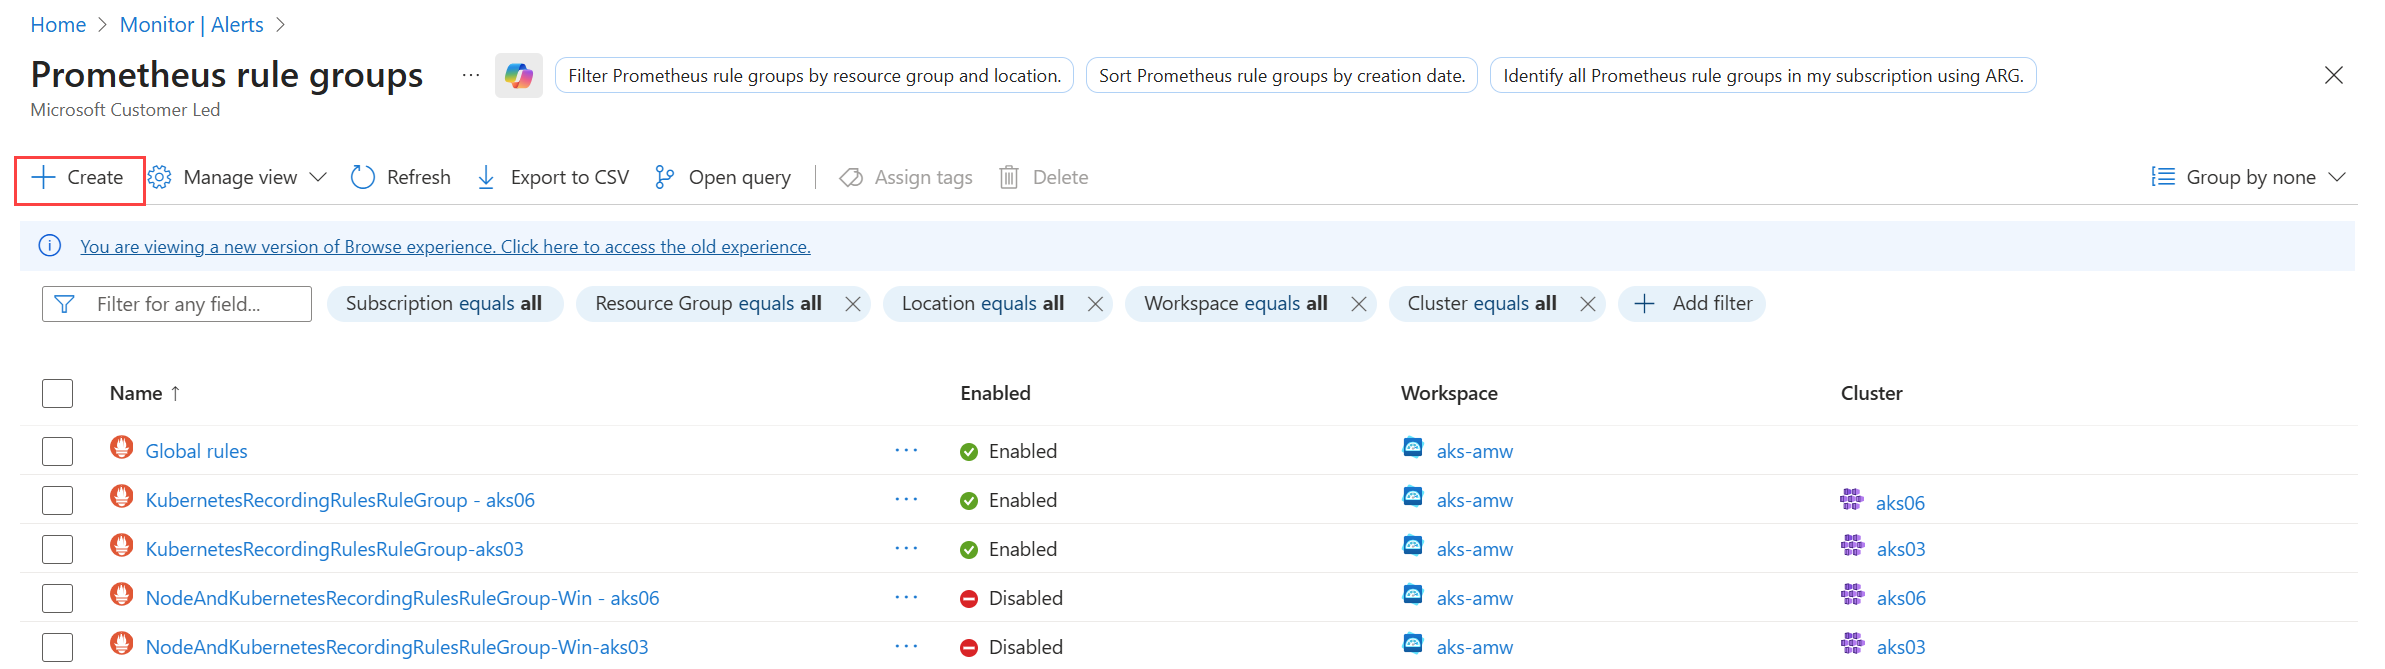 Home > Monitor | Alerts >
Prometheus rule groups ... Filter Prometheus rule groups by resource group and location. Sort Prometheus rule groups by creation date. Identify all Prometheus rule groups in my subscription using ARG.
Microsoft Customer Led
Create Manage view Refresh Export to CSV Open query Assign tags Delete Group by none
You are viewing a new version of Browse experience. Click here to access the old experience.
Filter for any field... Subscription equals all Resource Group equals all Location equals all Workspace equals all Cluster equals all Add filter
Name ↑ Enabled Workspace Cluster
Global rules ... Enabled aks-amw
KubernetesRecordingRulesRuleGroup - aks06 ... Enabled aks-amw aks06
KubernetesRecordingRulesRuleGroup-aks03 ... Enabled aks-amw aks03
NodeAndKubernetesRecordingRulesRuleGroup-Win - aks06 ... Disabled aks-amw aks06
NodeAndKubernetesRecordingRulesRuleGroup-Win-aks03 ... Disabled aks-amw aks03